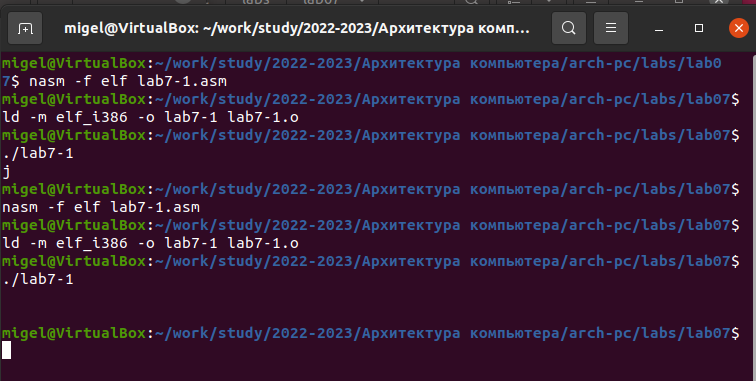 migel@VirtualBox: ~/work/study/2022-2023/Архитектура комп...
migel@VirtualBox:~/work/study/2022-2023/Архитектура компьютера/arch-pc/labs/lab0
7$ nasm -f elf lab7-1.asm
migel@VirtualBox:~/work/study/2022-2023/Архитектура компьютера/arch-pc/labs/lab07$
ld -m elf_i386 -o lab7-1 lab7-1.o
migel@VirtualBox:~/work/study/2022-2023/Архитектура компьютера/arch-pc/labs/lab07$
./lab7-1
j
migel@VirtualBox:~/work/study/2022-2023/Архитектура компьютера/arch-pc/labs/lab07$
nasm -f elf lab7-1.asm
migel@VirtualBox:~/work/study/2022-2023/Архитектура компьютера/arch-pc/labs/lab07$
ld -m elf_i386 -o lab7-1 lab7-1.o
migel@VirtualBox:~/work/study/2022-2023/Архитектура компьютера/arch-pc/labs/lab07$
./lab7-1
migel@VirtualBox:~/work/study/2022-2023/Архитектура компьютера/arch-pc/labs/lab07$